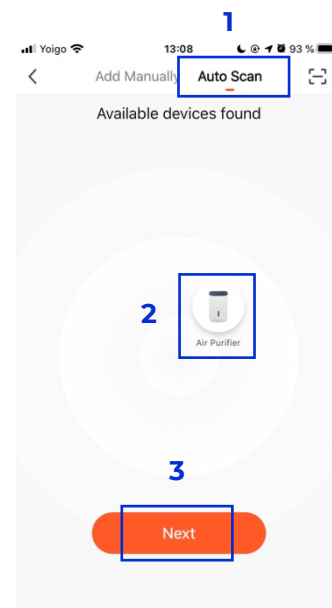 1
Yoigo 13:08 93 %
Add Manually Auto Scan
Available devices found
2
Air Purifier
3
Next